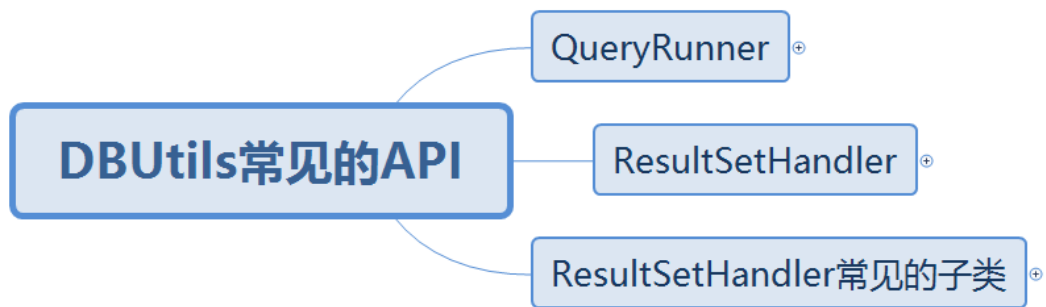 QueryRunner
DBUtils常见的API
ResultSetHandler
ResultSetHandler常见的子类